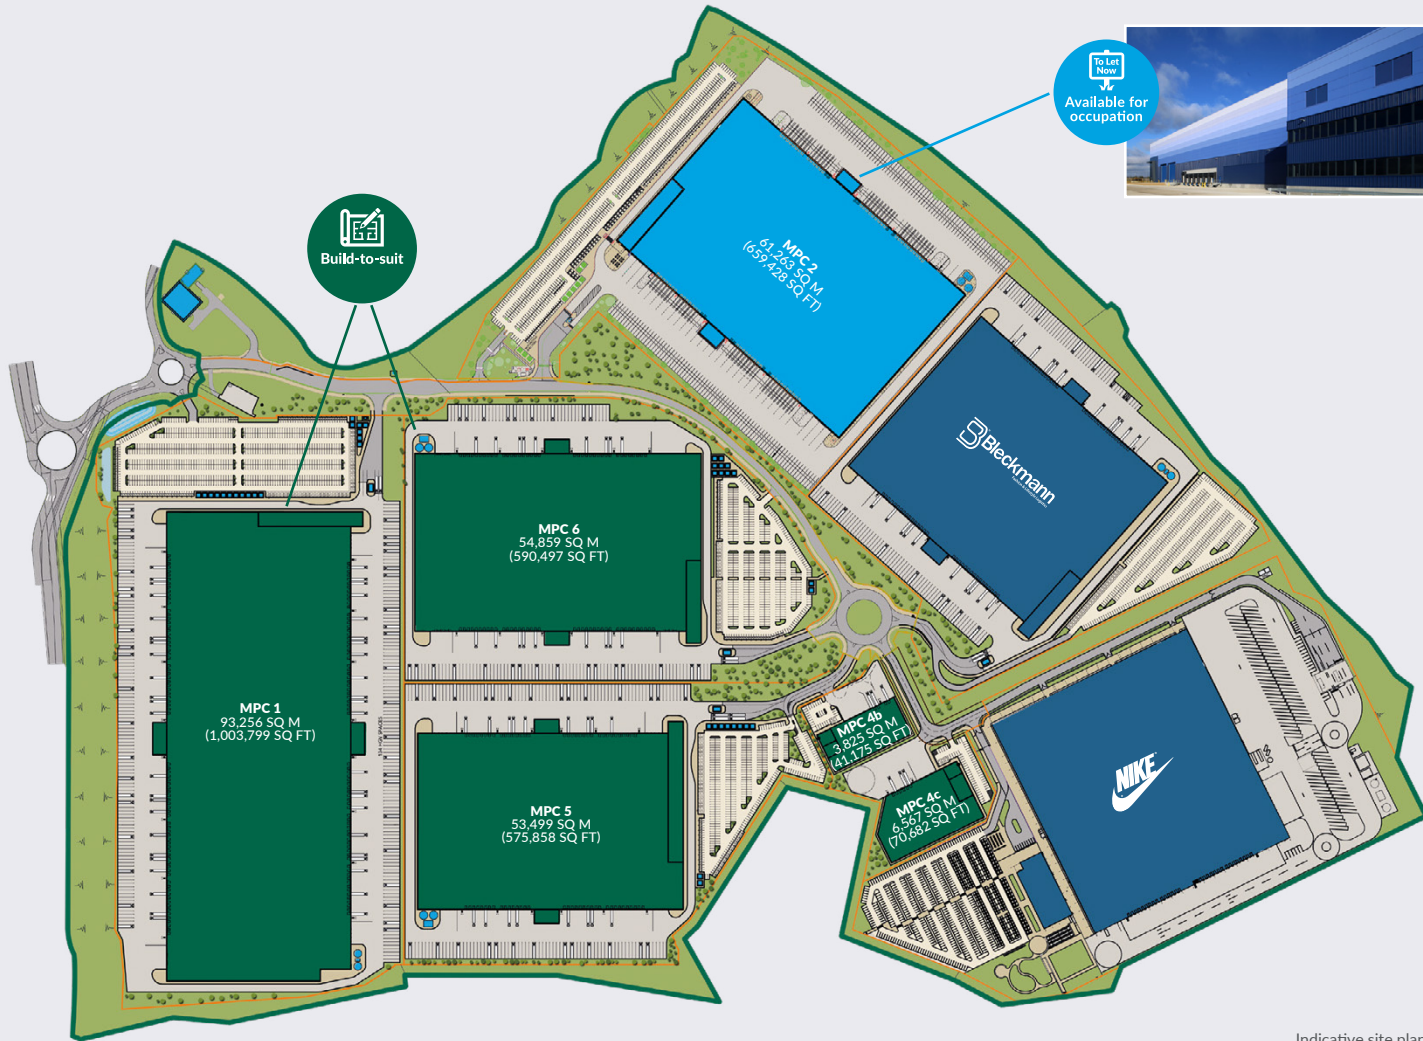 To Let
Now
Available for
occupation
Build-to-suit
MPC 2
61,263 SQ M
(659,428 SQ FT)
Bleckmann
MPC 6
54,859 SQ M
(590,497 SQ FT)
MPC 1
93,256 SQ M
(1,003,799 SQ FT)
MPC 4b
3,825 SQ M
(41,175 SQ FT)
NIKE
MPC 4c
6,567 SQ M
(70,682 SQ FT)
MPC 5
53,499 SQ M
(575,858 SQ FT)
Indicative site plan